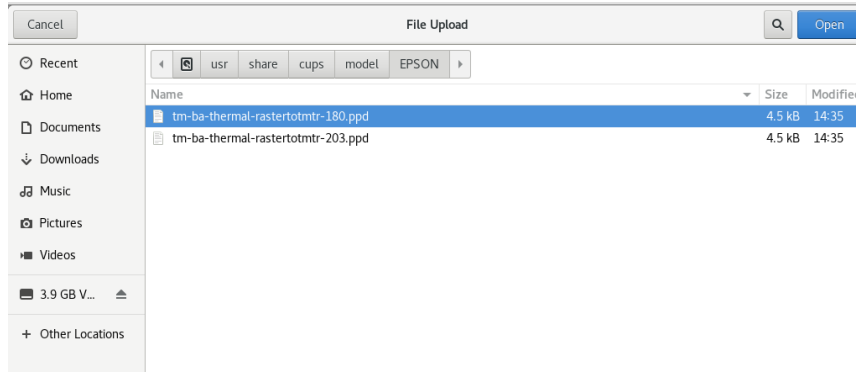 Cancel File Upload Open
Recent
Home
Documents
Downloads
Music
Pictures
Videos
3.9 GB V...
Other Locations
usr share cups model EPSON
Name Size Modified
tm-ba-thermal-rastertotmtr-180.ppd 4.5 kB 14:35
tm-ba-thermal-rastertotmtr-203.ppd 4.5 kB 14:35